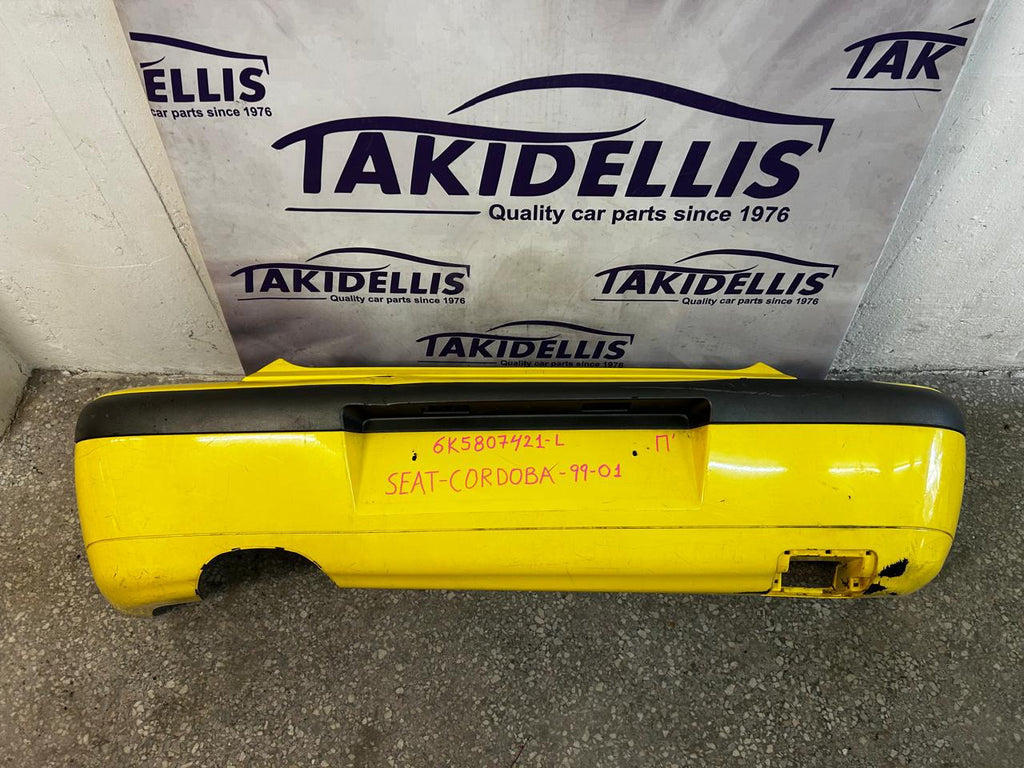 ELLIS
car parts since 1976
TAK
TAKIDELLIS
Quality car parts since 1976
TAKIDELLIS
Quality car parts since 1976
TAKIDELLIS
Quality car parts since 1976
TAKIDELLIS
Quality car parts since 1976
6K5807421-L
Π'
SEAT-CORDOBA-99-01